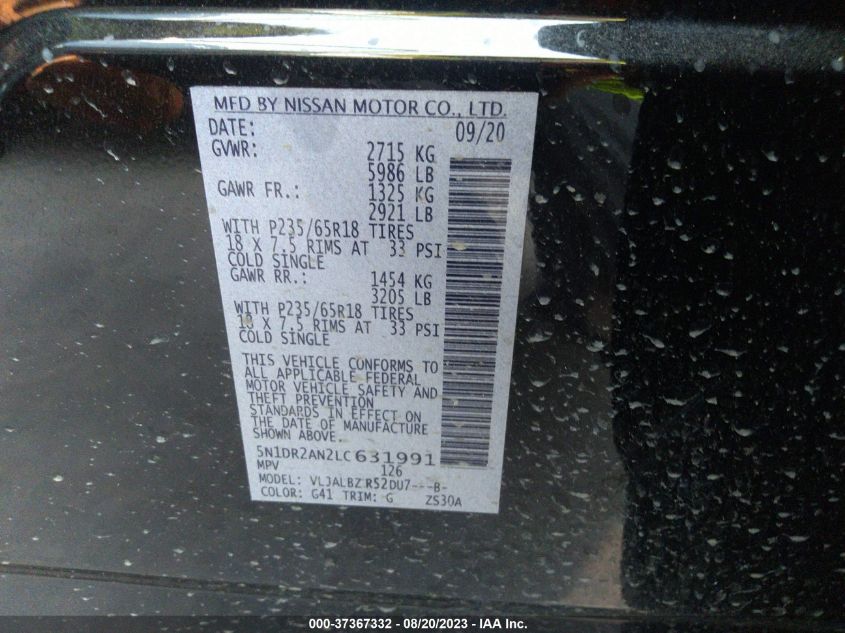 MFD BY NISSAN MOTOR CO., LTD.
DATE: 09/20
GVWR: 2715 KG
5986 LB
GAWR FR.: 1325 KG
2921 LB
WITH P235/65R18 TIRES
18 X 7.5 RIMS AT 33 PSI
COLD SINGLE
GAWR RR.: 1454 KG
3205 LB
WITH P235/65R18 TIRES
18 X 7.5 RIMS AT 33 PSI
COLD SINGLE
THIS VEHICLE CONFORMS TO
ALL APPLICABLE FEDERAL
MOTOR VEHICLE SAFETY AND
THEFT PREVENTION
STANDARDS IN EFFECT ON
THE DATE OF MANUFACTURE
SHOWN ABOVE.
5N1DR2AN2LC631991
MPV 126
MODEL: VLJALBZ R52DU7---B-
COLOR: G41 TRIM: G ZS30A
000-37367332 - 08/20/2023 - IAA Inc.